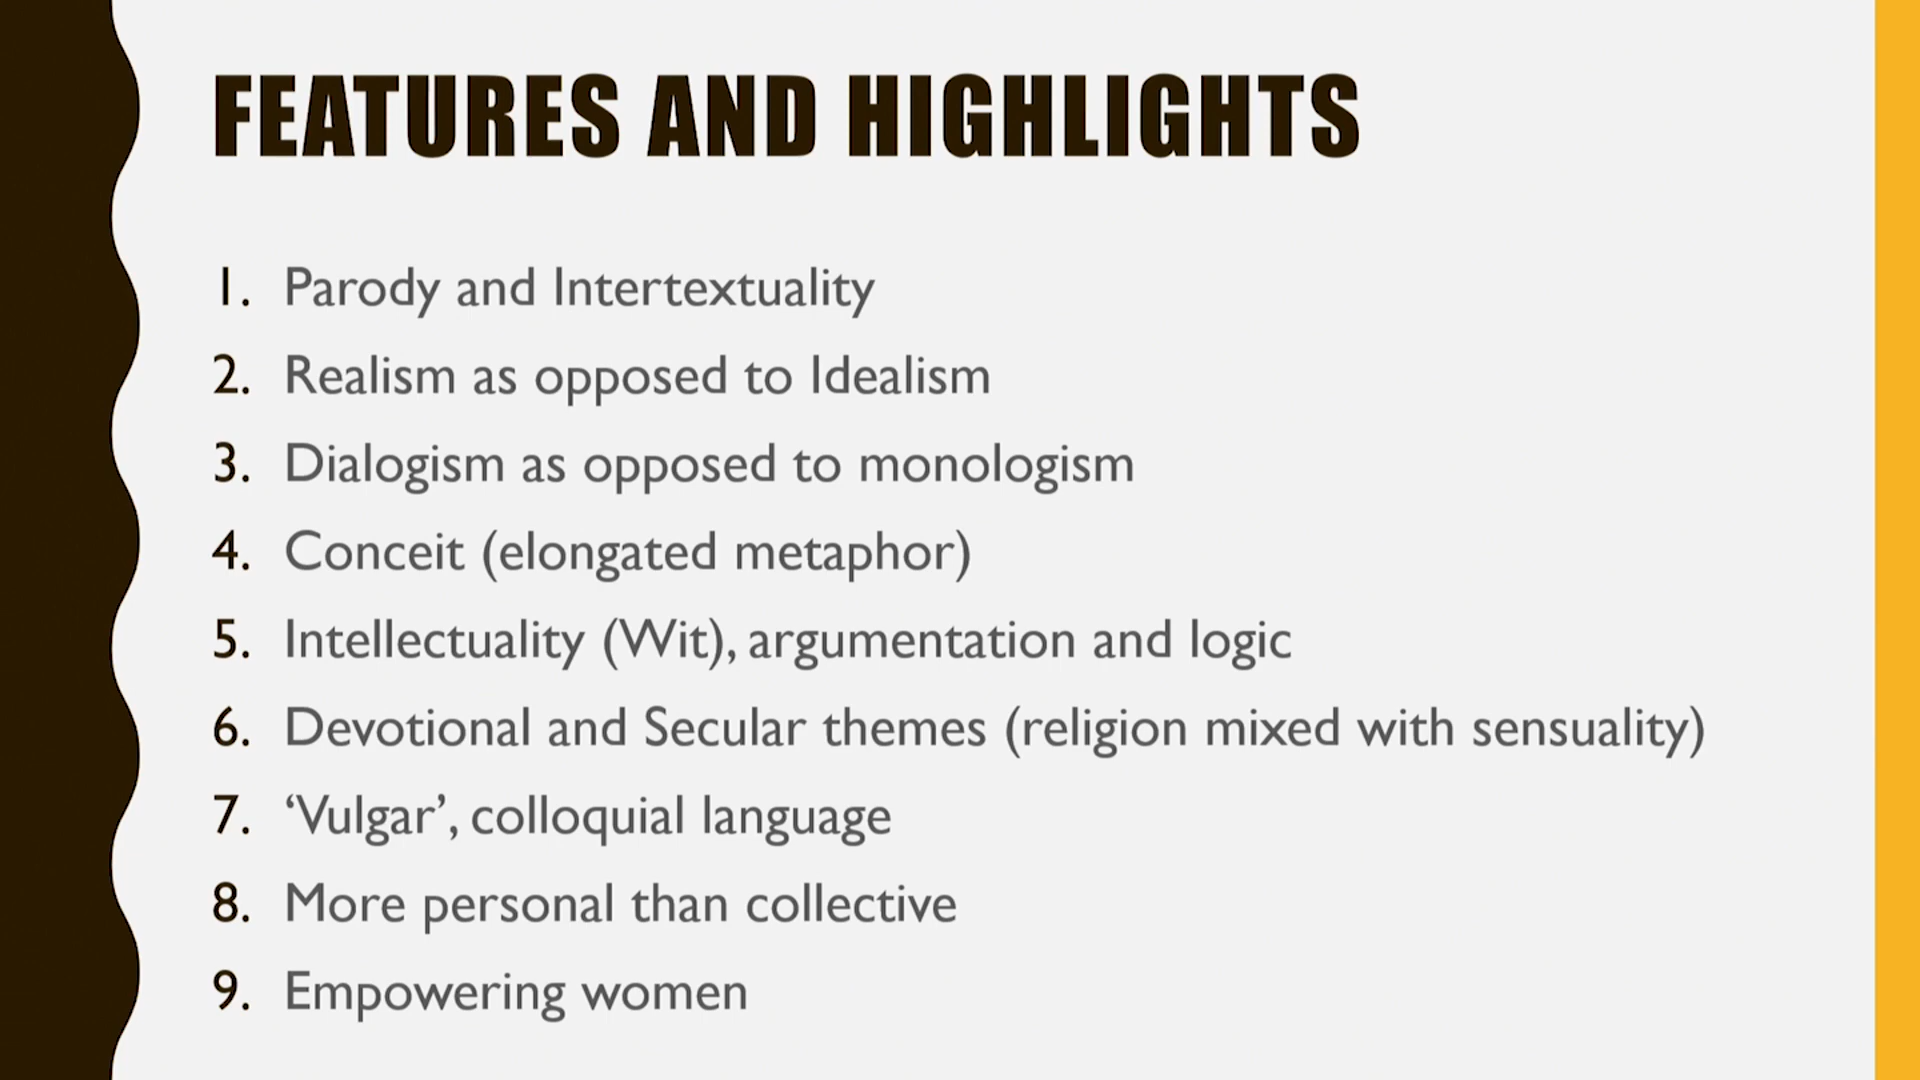 FEATURES AND HIGHLIGHTS
1. Parody and Intertextuality
2. Realism as opposed to Idealism
3. Dialogism as opposed to monologism
4. Conceit (elongated metaphor)
5. Intellectuality (Wit), argumentation and logic
6. Devotional and Secular themes (religion mixed with sensuality)
7. ‘Vulgar’, colloquial language
8. More personal than collective
9. Empowering women